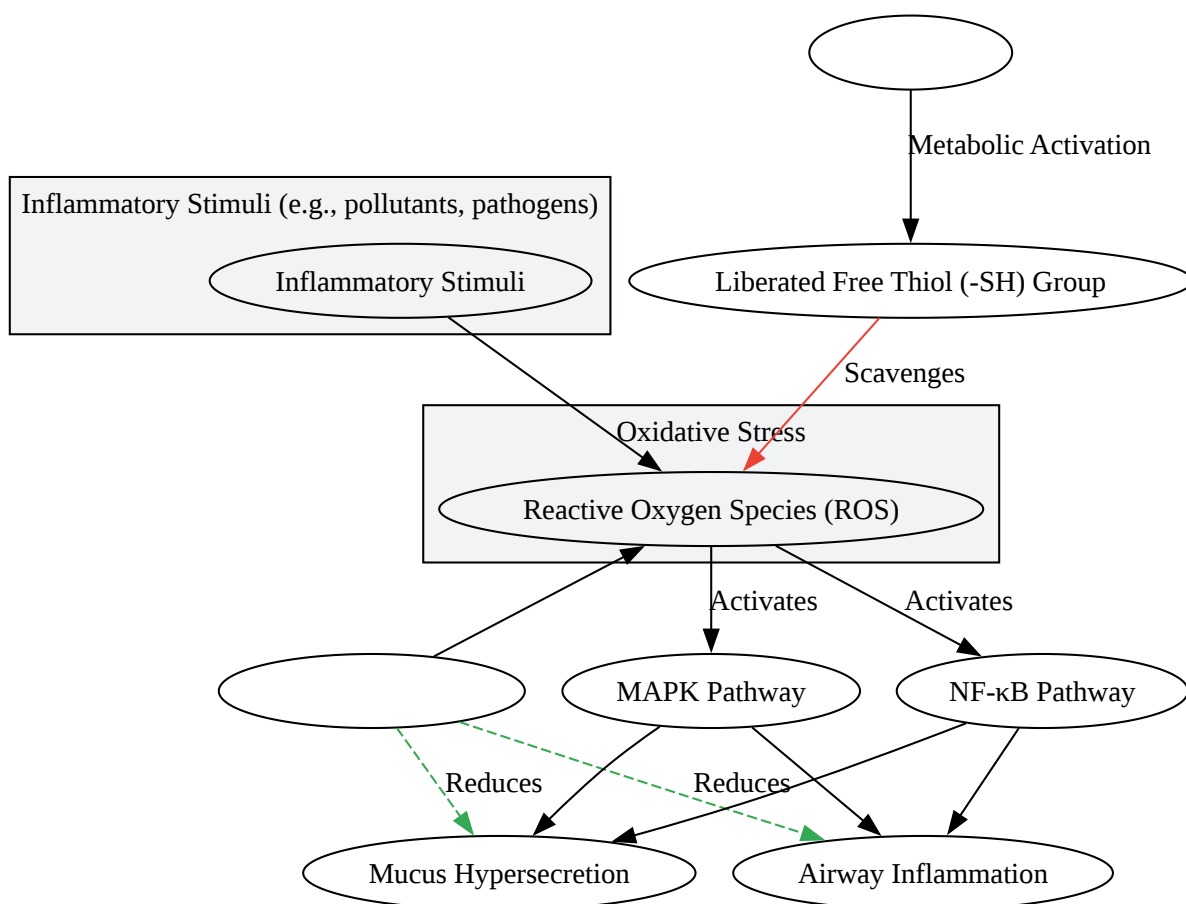 Metabolic Activation
Inflammatory Stimuli (e.g., pollutants, pathogens)
Inflammatory Stimuli
Liberated Free Thiol (-SH) Group
Scavenges
Oxidative Stress
Reactive Oxygen Species (ROS)
Activates
Activates
MAPK Pathway
NF-κB Pathway
Reduces
Reduces
Mucus Hypersecretion
Airway Inflammation